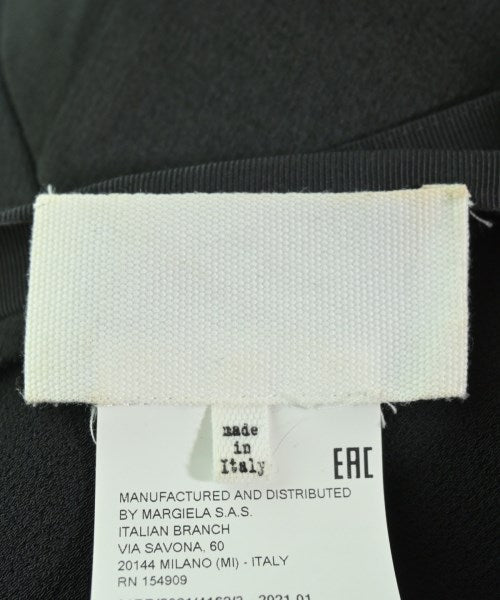 made
in
Italy
EAC
MANUFACTURED AND DISTRIBUTED
BY MARGIELA S.A.S.
ITALIAN BRANCH
VIA SAVONA, 60
20144 MILANO (MI) - ITALY
RN 154909